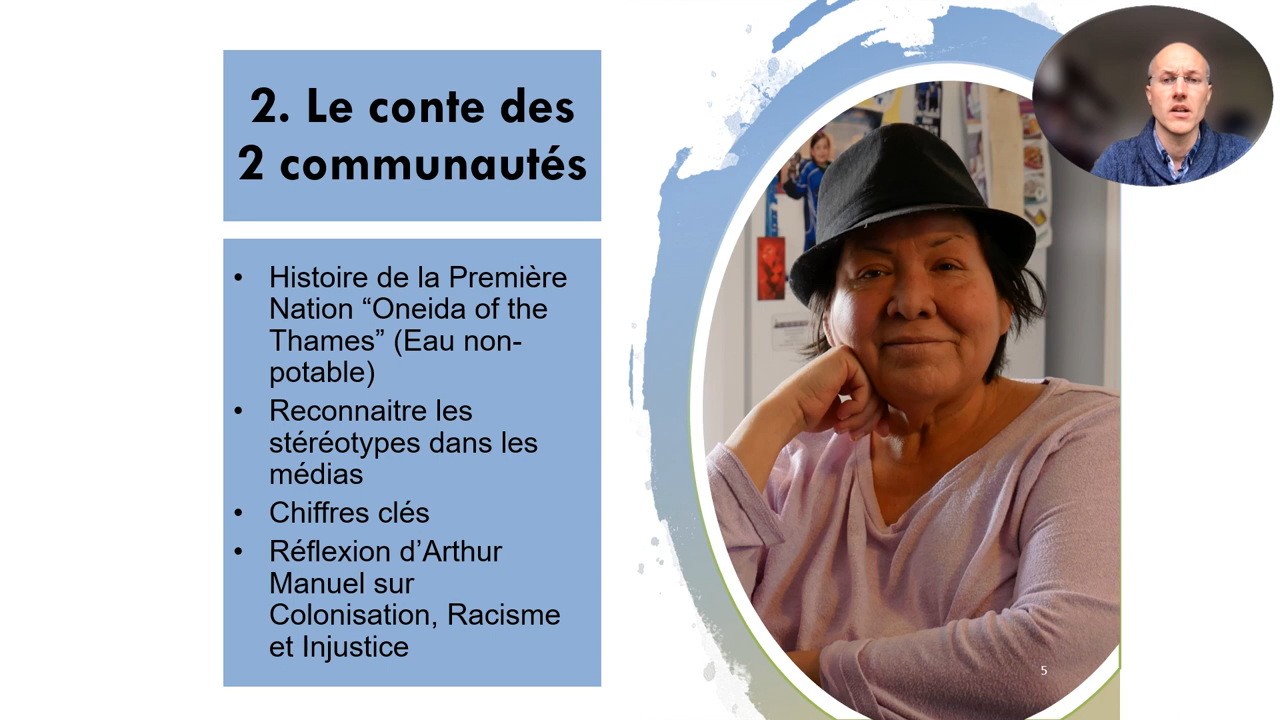 2. Le conte des
2 communautés
• Histoire de la Première
Nation “Oneida of the
Thames” (Eau non-
potable)
• Reconnaitre les
stéréotypes dans les
médias
• Chiffres clés
• Réflexion d’Arthur
Manuel sur
Colonisation, Racisme
et Injustice
5